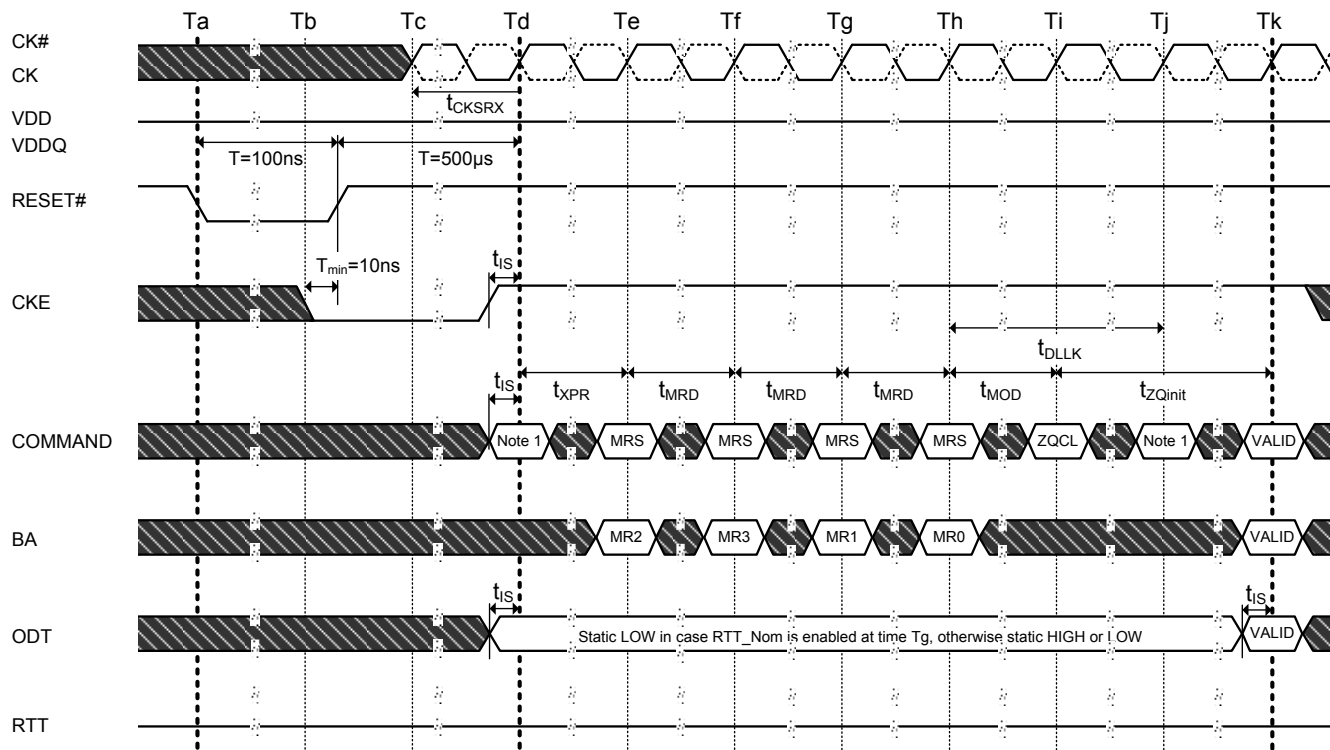 Ta Tb Tc Td Te Tf Tg Th Ti Tj Tk
CK#
CK
tCKSRX
VDD
VDDQ
T=100ns T=500µs
RESET#
Tmin=10ns tIS
CKE
tDLLK
tIS tXPR tMRD tMRD tMRD tMOD tZQinit
COMMAND Note 1 MRS MRS MRS MRS ZQCL Note 1 VALID
BA MR2 MR3 MR1 MR0 VALID
tIS tIS
ODT Static LOW in case RTT_Nom is enabled at time Tg, otherwise static HIGH or LOW VALID
RTT